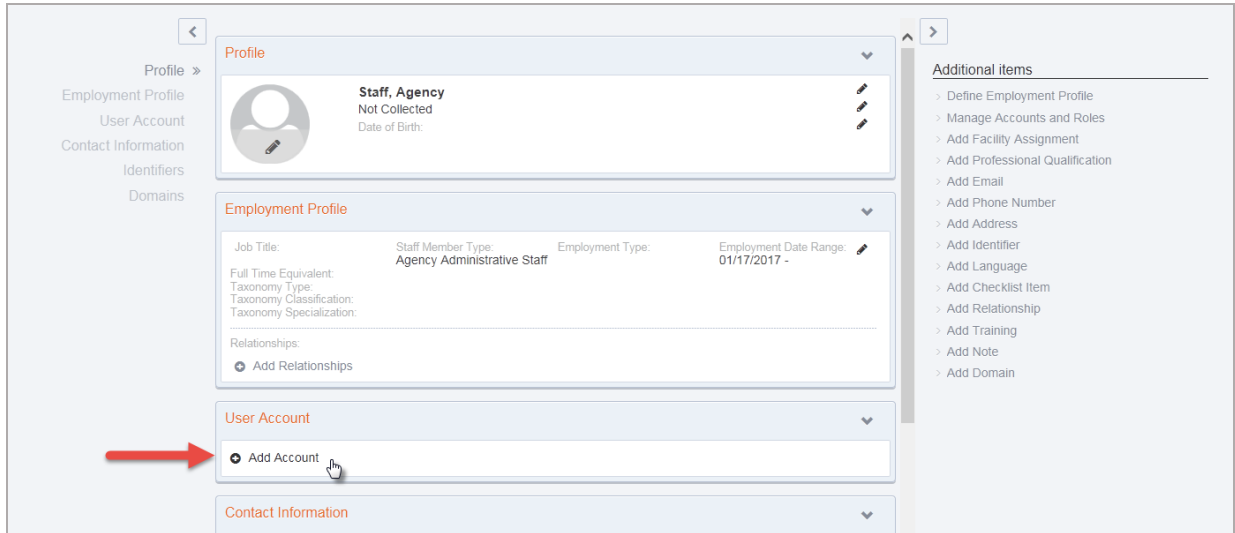 Profile »
Employment Profile
User Account
Contact Information
Identifiers
Domains
Profile
Staff, Agency
Not Collected
Date of Birth:
Employment Profile
Job Title:
Staff Member Type:
Agency Administrative Staff
Employment Type:
Employment Date Range:
01/17/2017 -
Full Time Equivalent:
Taxonomy Type:
Taxonomy Classification:
Taxonomy Specialization:
Relationships:
Add Relationships
User Account
Add Account
Contact Information
Additional items
> Define Employment Profile
> Manage Accounts and Roles
> Add Facility Assignment
> Add Professional Qualification
> Add Email
> Add Phone Number
> Add Address
> Add Identifier
> Add Language
> Add Checklist Item
> Add Relationship
> Add Training
> Add Note
> Add Domain